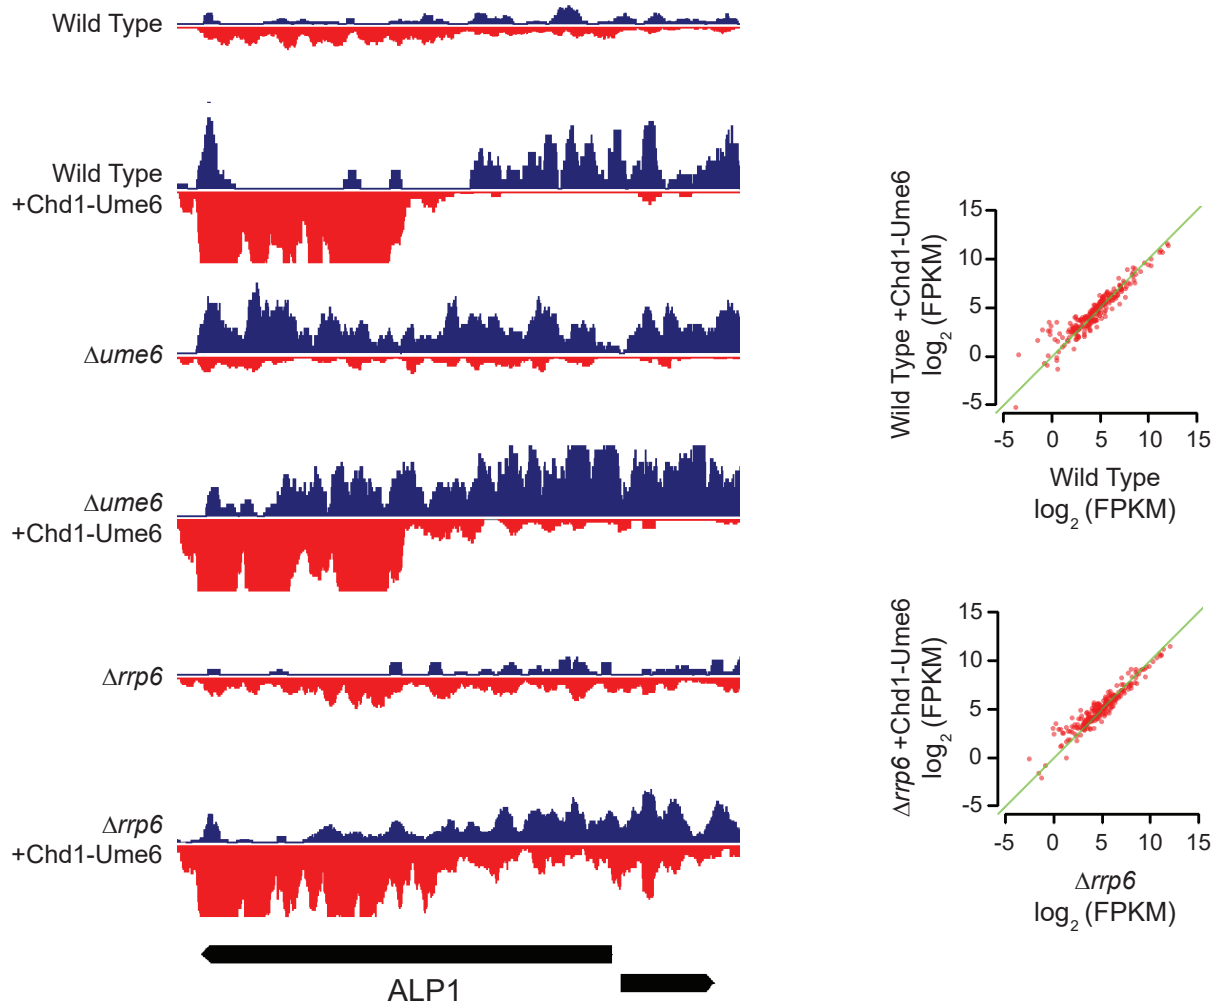 Wild Type
Wild Type
+Chd1-Ume6
Δume6
Δume6
+Chd1-Ume6
Δrrp6
Δrrp6
+Chd1-Ume6
ALP1
Wild Type +Chd1-Ume6
log2 (FPKM)
15
10
5
0
-5
-5 0 5 10 15
Wild Type
log2 (FPKM)
Δrrp6 +Chd1-Ume6
log2 (FPKM)
15
10
5
0
-5
-5 0 5 10 15
Δrrp6
log2 (FPKM)